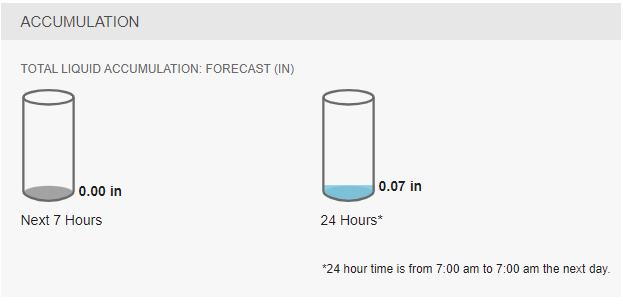 ACCUMULATION
TOTAL LIQUID ACCUMULATION: FORECAST (IN)
0.00 in
0.07 in
Next 7 Hours
24 Hours*
*24 hour time is from 7:00 am to 7:00 am the next day.